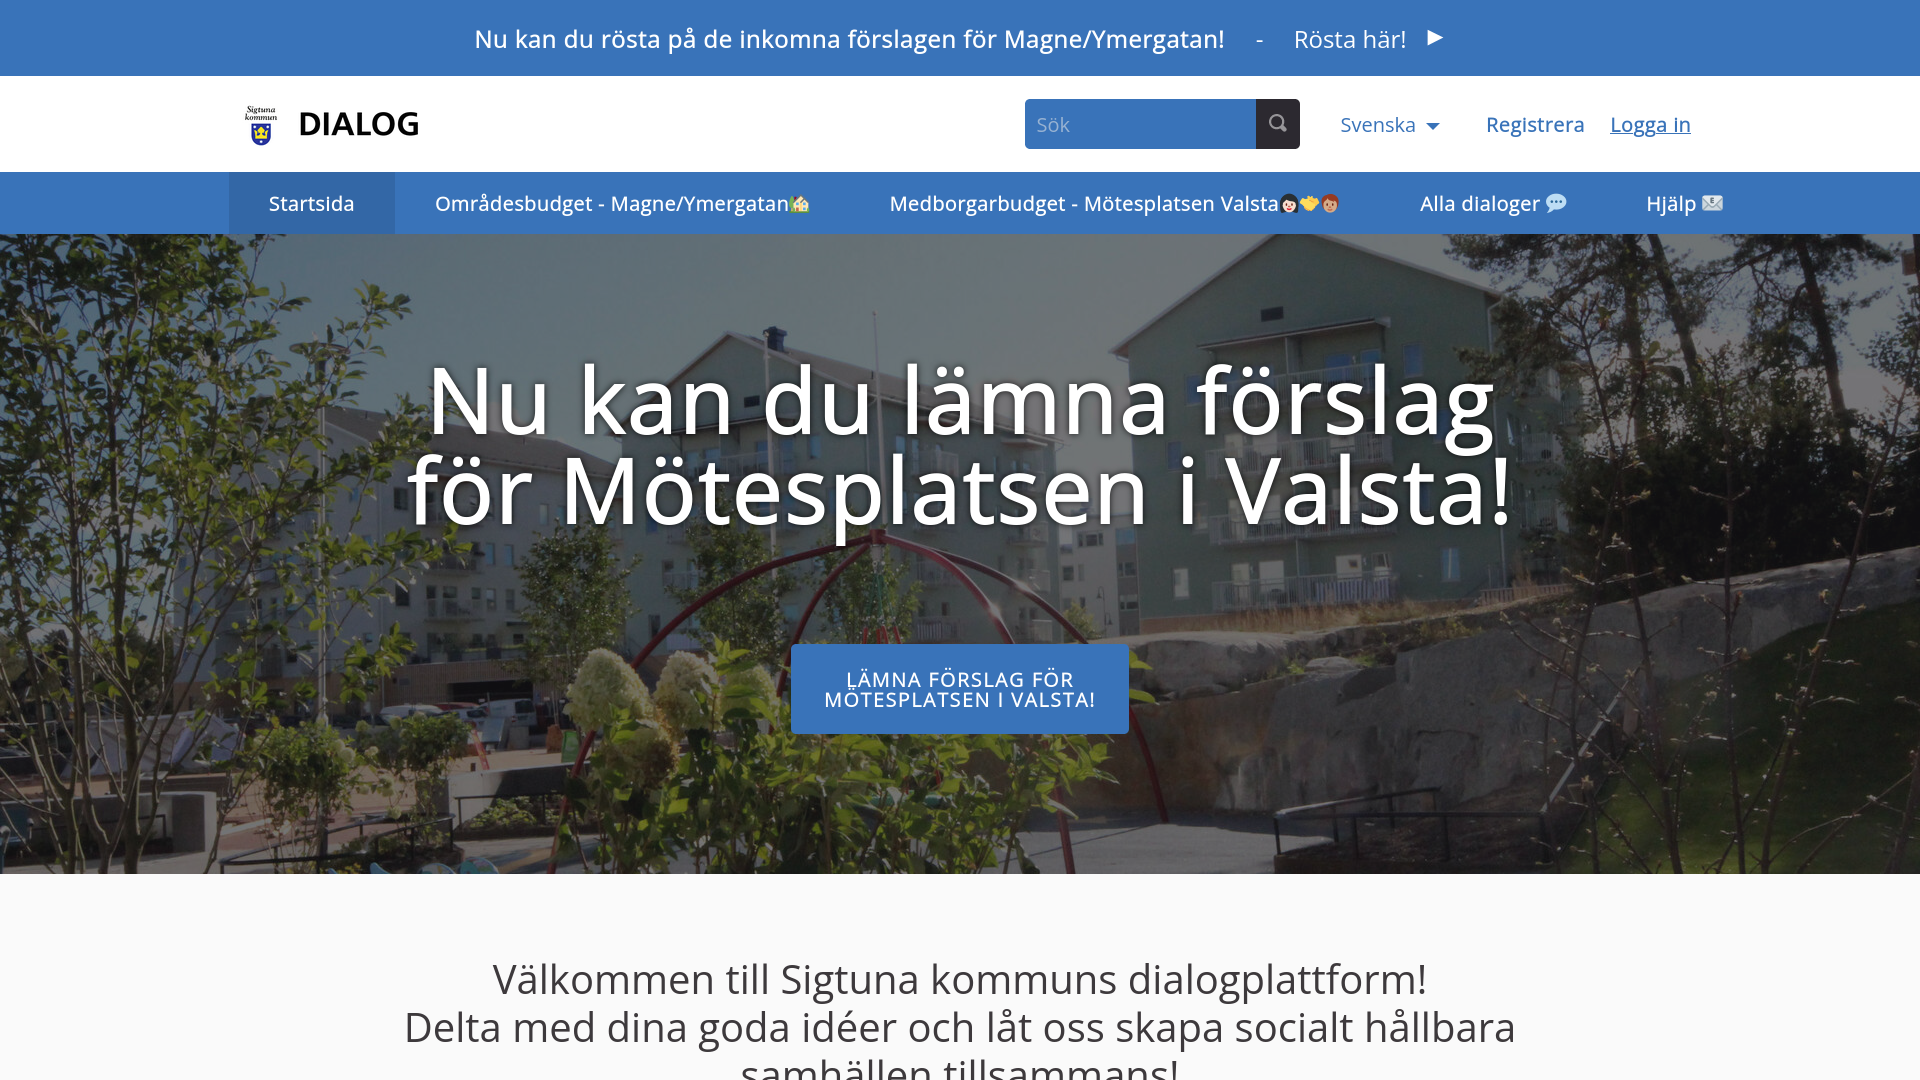 Nu kan du rösta på de inkomna förslagen för Magne/Ymergatan! - Rösta här! ►
Sigtuna
kommun
DIALOG
Sök
Svenska
Registrera
Logga in
Startsida
Områdesbudget - Magne/Ymergatan🏡
Medborgarbudget - Mötesplatsen Valsta👩🏻🤝👨🏽
Alla dialoger 💬
Hjälp 📧
Nu kan du lämna förslag
för Mötesplatsen i Valsta!
LÄMNA FÖRSLAG FÖR
MÖTESPLATSEN I VALSTA!
Välkommen till Sigtuna kommuns dialogplattform!
Delta med dina goda idéer och låt oss skapa socialt hållbara
samhällen tillsammans!